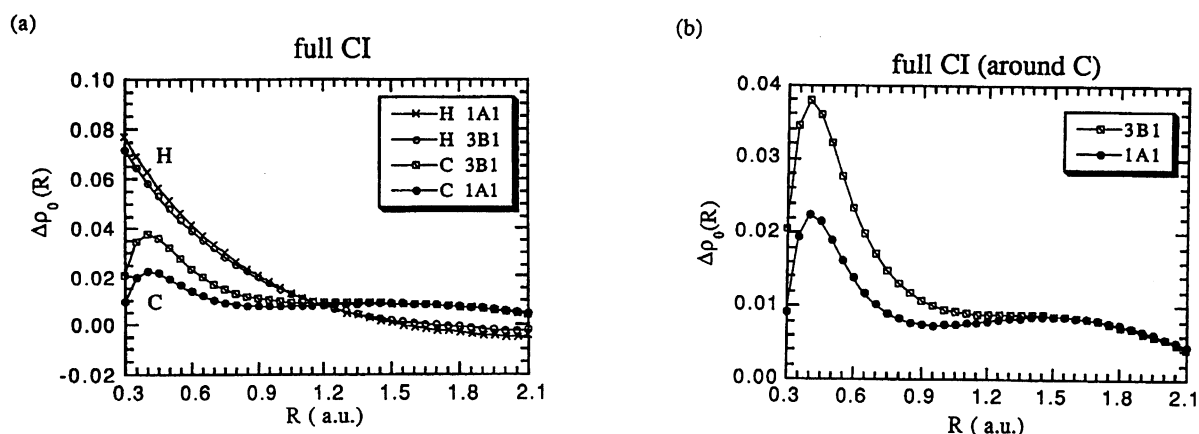 (a)
full CI
0.10
0.08
0.06
0.04
0.02
0.00
-0.02
Δρ₀(R)
H 1A1
H 3B1
C 3B1
C 1A1
H
C
0.3 0.6 0.9 1.2 1.5 1.8 2.1
R ( a.u.)
(b)
full CI (around C)
0.04
0.03
0.02
0.01
0.00
Δρ₀(R)
3B1
1A1
0.3 0.6 0.9 1.2 1.5 1.8 2.1
R ( a.u.)